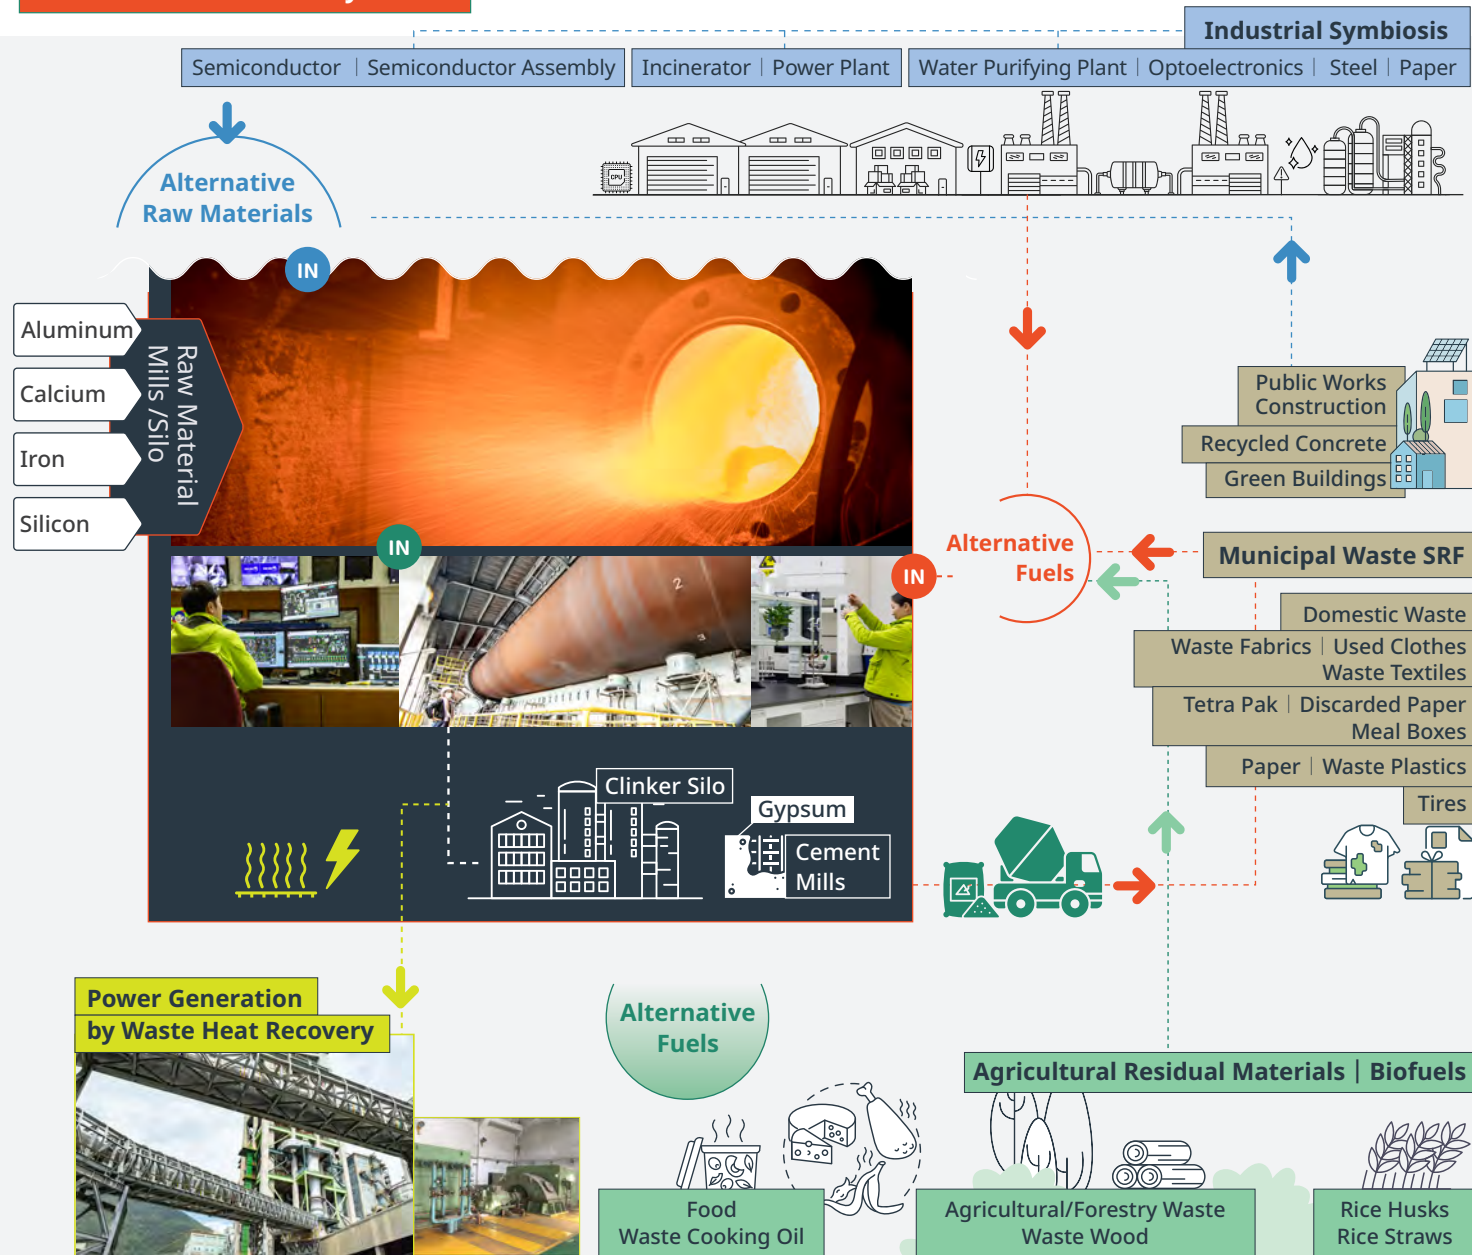 Industrial Symbiosis
Semiconductor | Semiconductor Assembly
Incinerator | Power Plant
Water Purifying Plant | Optoelectronics | Steel | Paper
CPU
Alternative
Raw Materials
IN
Aluminum
Calcium
Iron
Silicon
Raw Material
Mills /Silo
Public Works
Construction
Recycled Concrete
Green Buildings
IN
IN
Alternative
Fuels
Municipal Waste SRF
Domestic Waste
Waste Fabrics | Used Clothes
Waste Textiles
Tetra Pak | Discarded Paper
Meal Boxes
Paper | Waste Plastics
Tires
2
3
Clinker Silo
Gypsum
Cement
Mills
Power Generation
by Waste Heat Recovery
Alternative
Fuels
Agricultural Residual Materials | Biofuels
Food
Waste Cooking Oil
Agricultural/Forestry Waste
Waste Wood
Rice Husks
Rice Straws